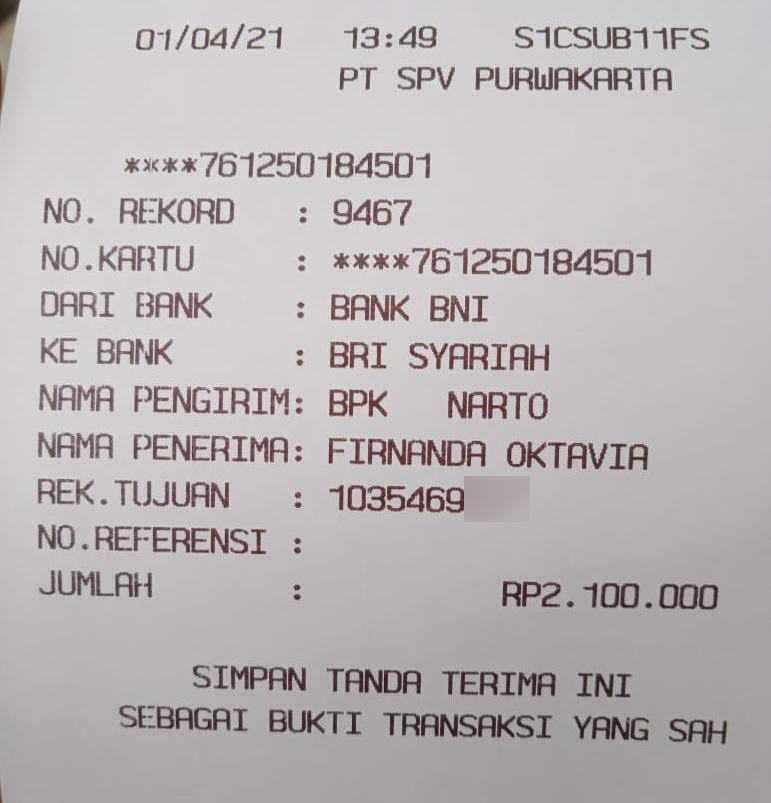 01/04/21 13:49 S1CSUB11FS
PT SPV PURWAKARTA
****761250184501
NO. REKORD : 9467
NO.KARTU : ****761250184501
DARI BANK : BANK BNI
KE BANK : BRI SYARIAH
NAMA PENGIRIM: BPK NARTO
NAMA PENERIMA: FIRNANDA OKTAVIA
REK.TUJUAN : 1035469
NO.REFERENSI :
JUMLAH : RP2.100.000
SIMPAN TANDA TERIMA INI
SEBAGAI BUKTI TRANSAKSI YANG SAH